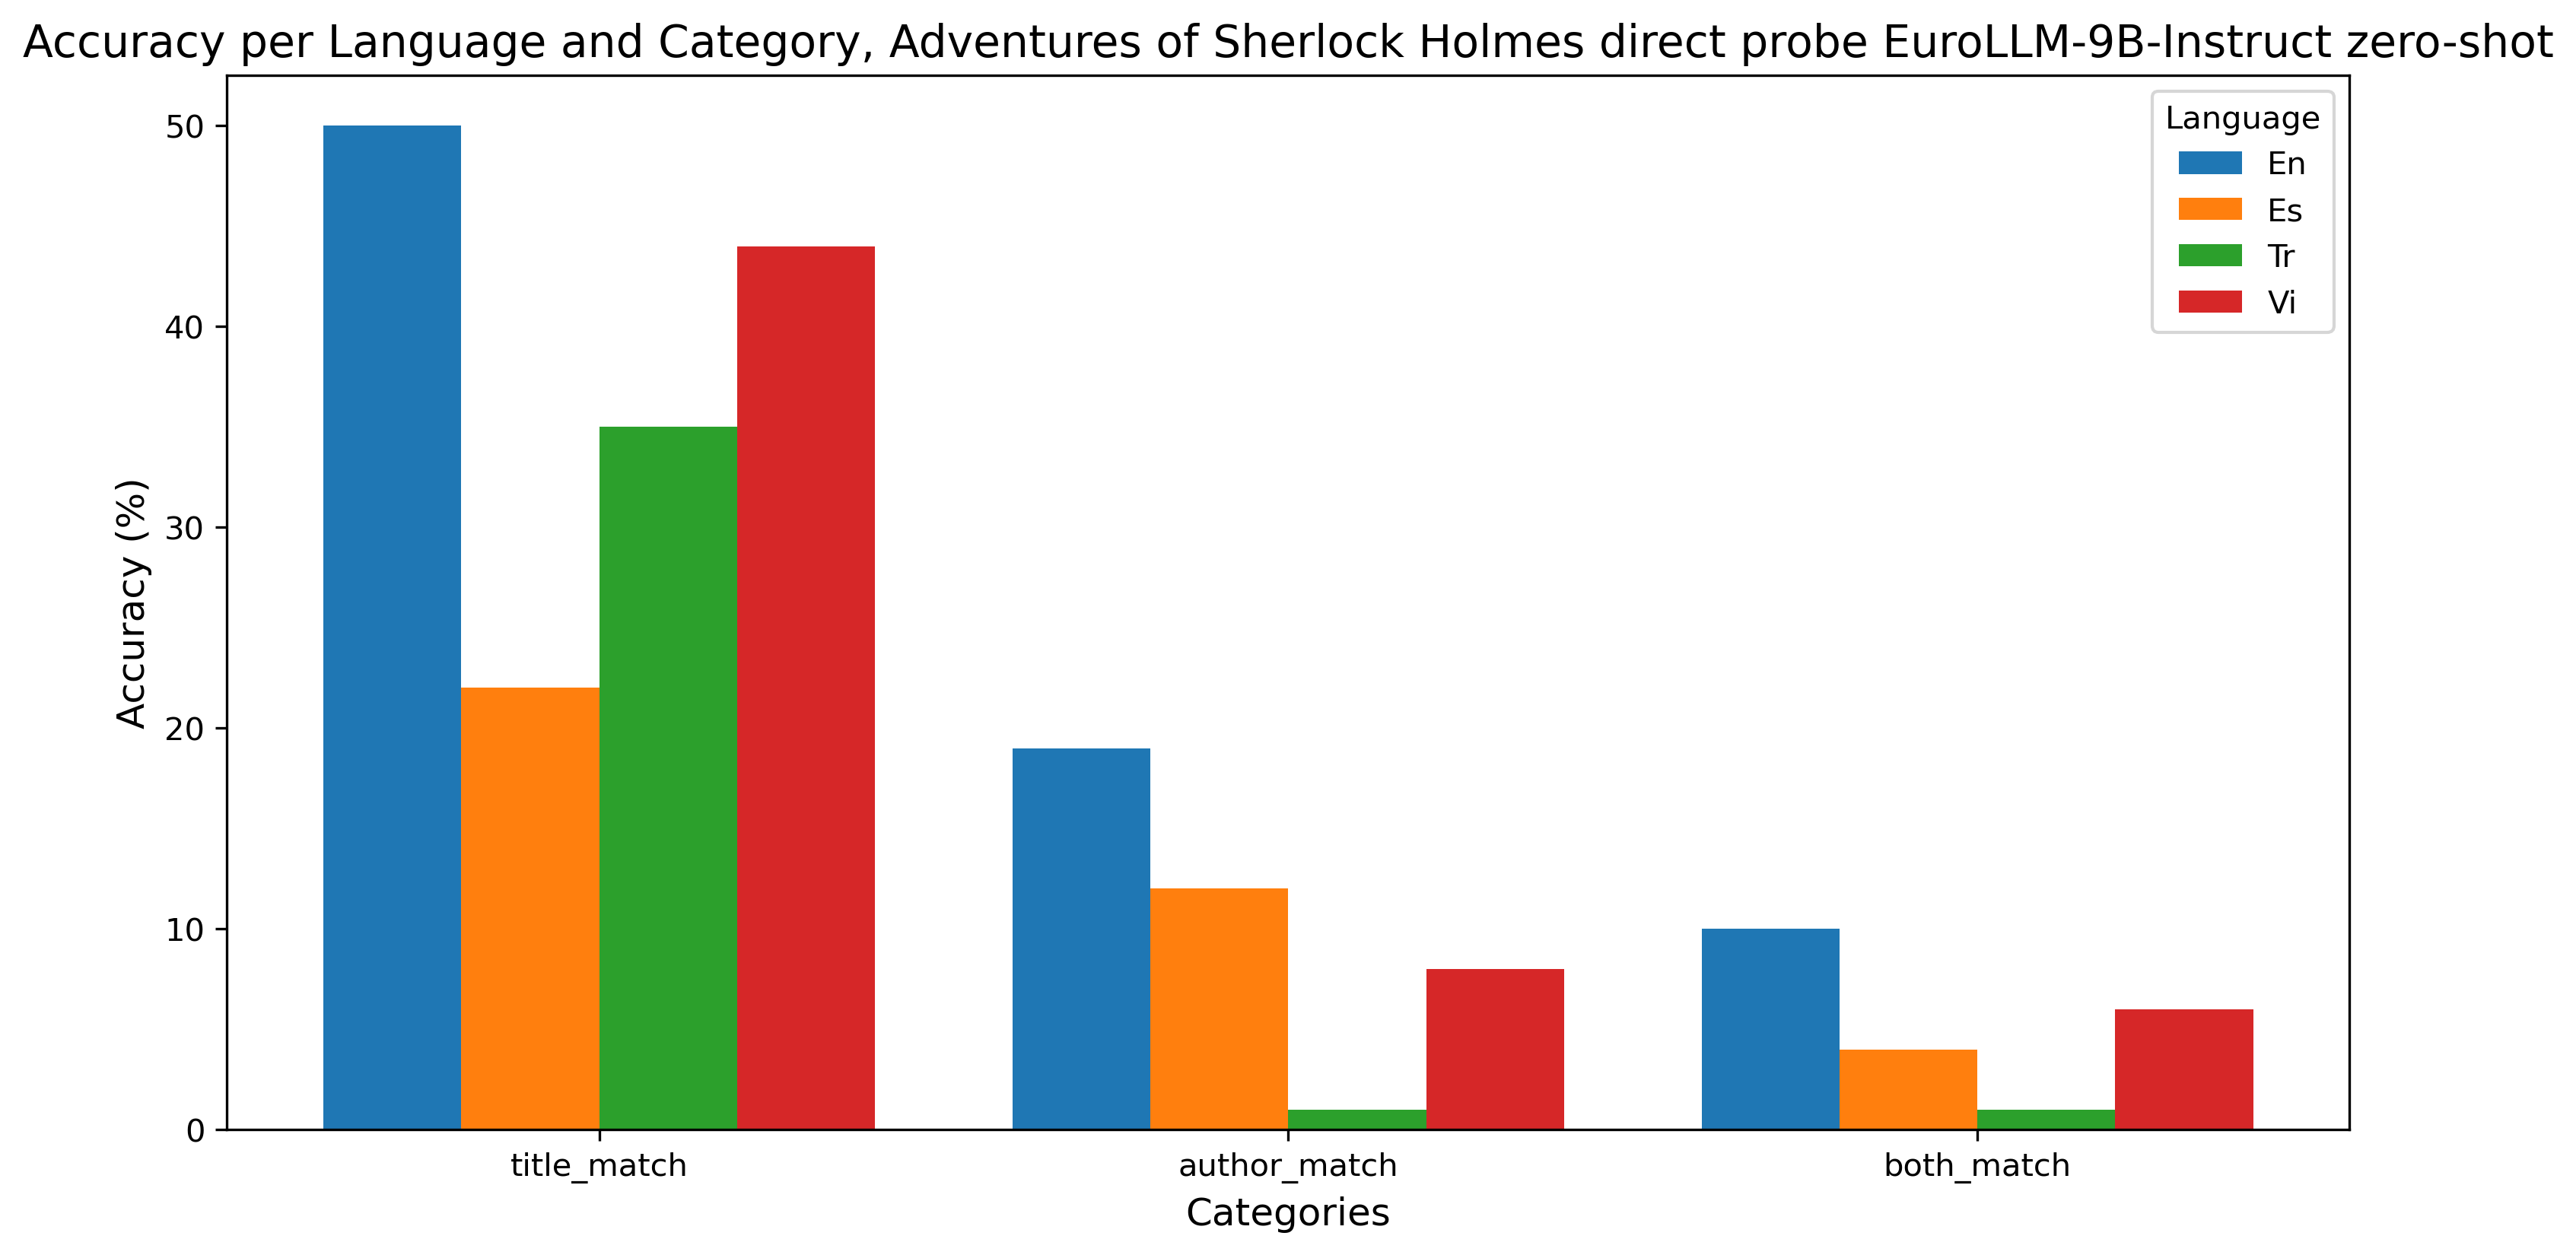 Accuracy per Language and Category, Adventures of Sherlock Holmes direct probe EuroLLM-9B-Instruct zero-shot
Language
En
Es
Tr
Vi
Accuracy (%)
50
40
30
20
10
0
title_match
author_match
both_match
Categories